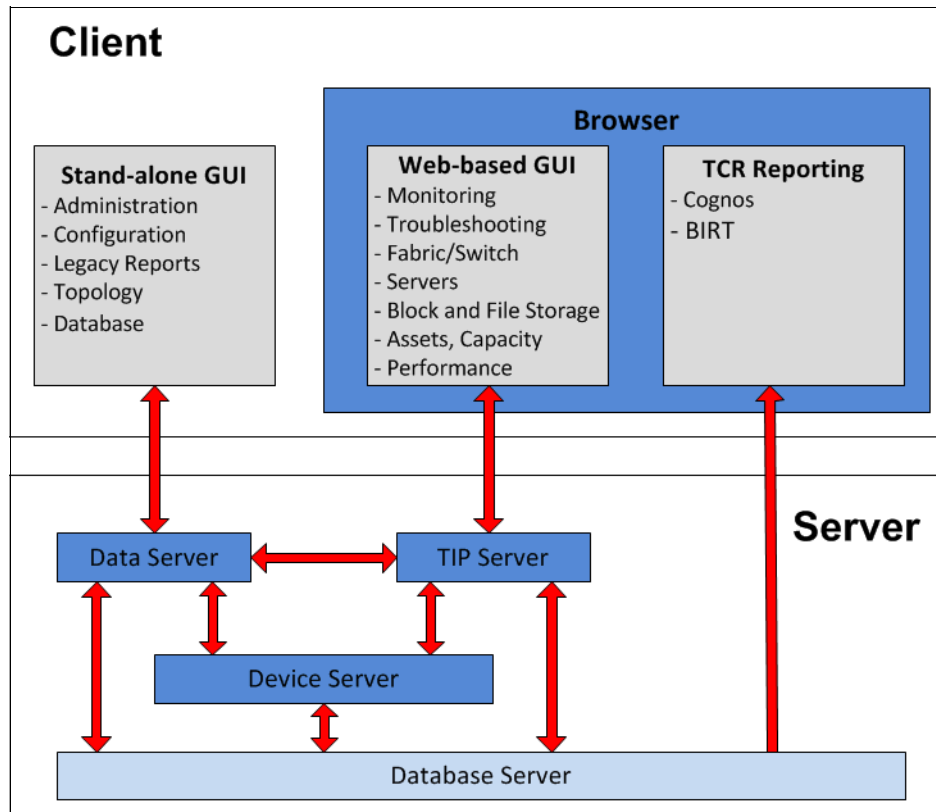 Client
Browser
Stand-alone GUI
- Administration
- Configuration
- Legacy Reports
- Topology
- Database
Web-based GUI
- Monitoring
- Troubleshooting
- Fabric/Switch
- Servers
- Block and File Storage
- Assets, Capacity
- Performance
TCR Reporting
- Cognos
- BIRT
Server
Data Server
TIP Server
Device Server
Database Server